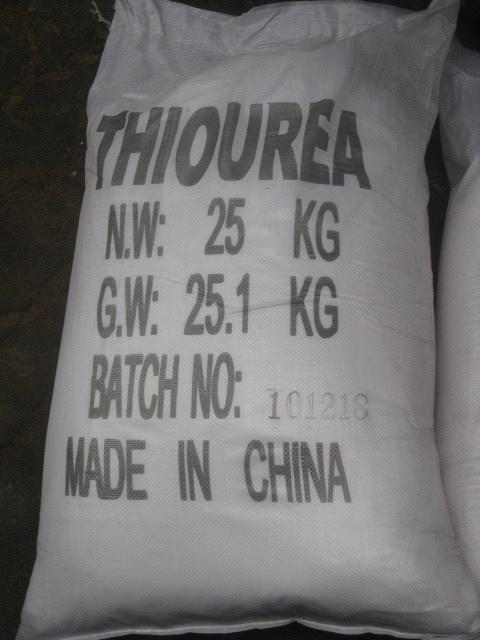 THIOUREA
N.W: 25 KG
G.W: 25.1 KG
BATCH NO: 101218
MADE IN CHINA